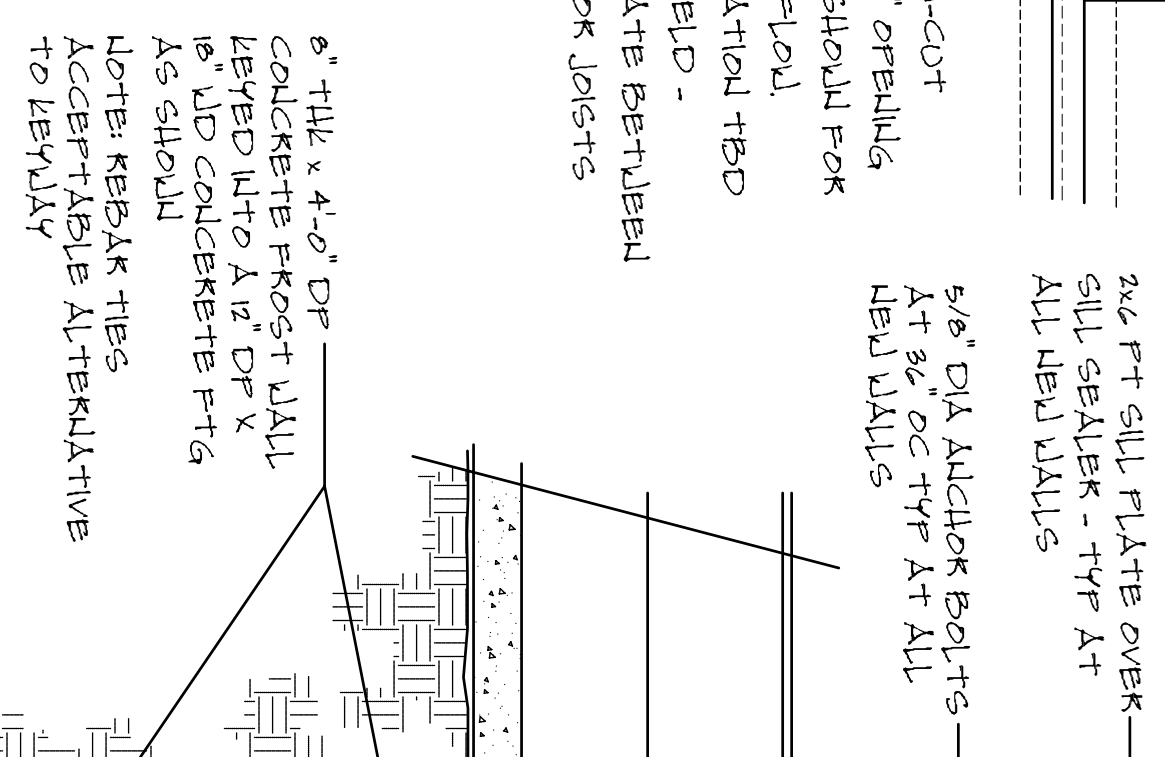 -CUT
" OPENING
SHOWN FOR
FLOW.
ATION TBD
ELD -
ATE BETWEEN
OR JOISTS
2x6 PT SILL PLATE OVER
SILL SEALER - TYP AT
ALL NEW WALLS
5/8" DIA ANCHOR BOLTS
AT 36" OC TYP AT ALL
NEW WALLS
8" THK x 4'-0" DP
CONCRETE FROST WALL
KEYED INTO A 12" DP X
18" WD CONCERETE FTG
AS SHOWN
NOTE: REBAR TIES
ACCEPTABLE ALTERNATIVE
TO KEYWAY